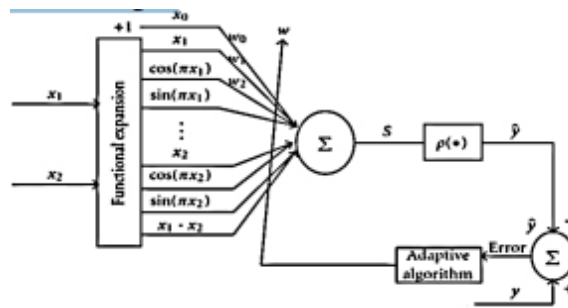 +1
x₀
x₁
cos(πx₁)
sin(πx₁)
⋮
x₂
cos(πx₂)
sin(πx₂)
x₁ · x₂
x₁
x₂
Functional expansion
w₀
w₁
w₂
w
Σ
S
ρ(•)
ŷ
ŷ
Error
Σ
+
y
Adaptive
algorithm